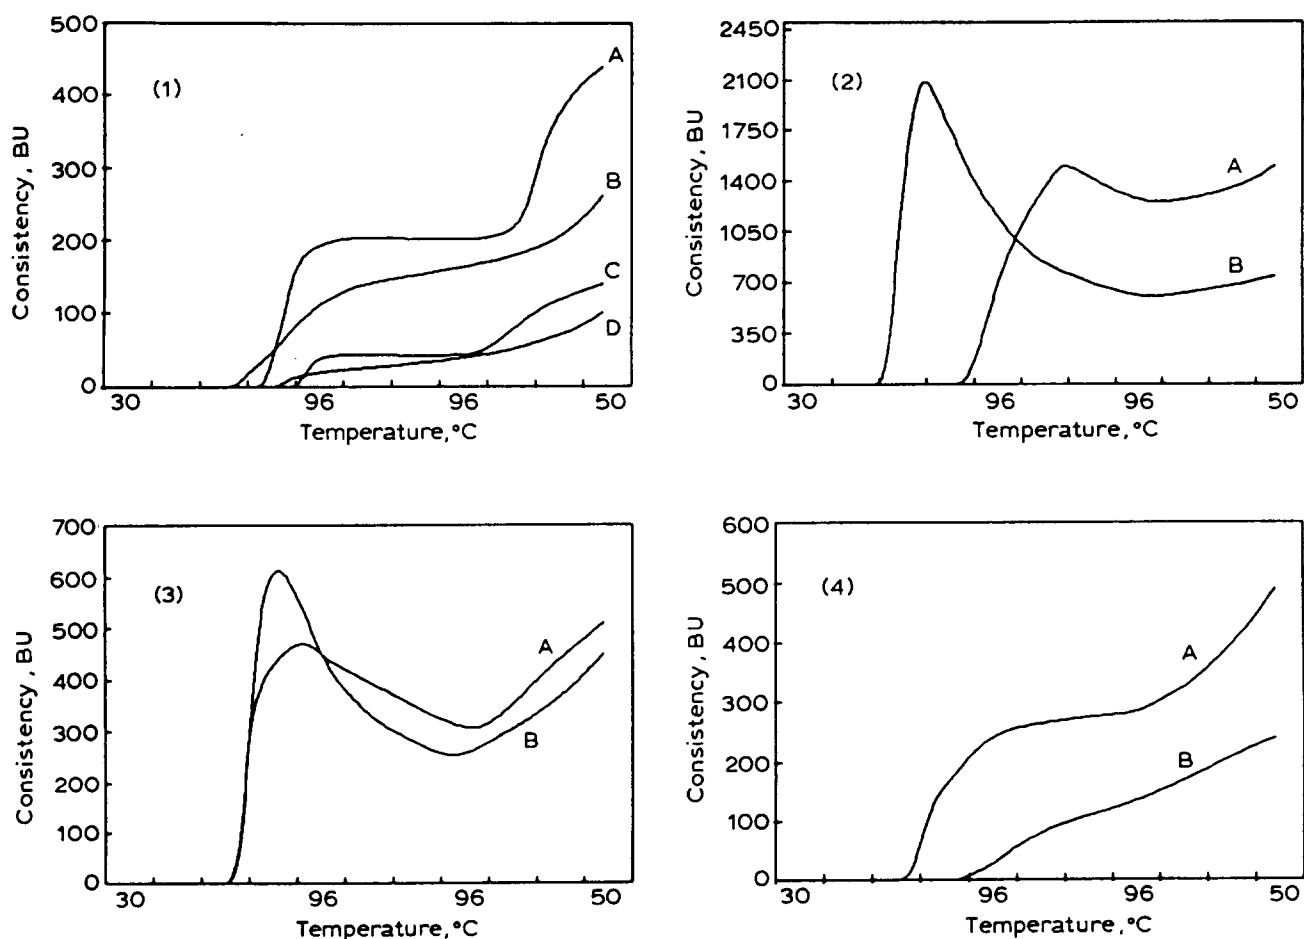 500
400
300
200
100
0
Consistency, BU
(1)
A
B
C
D
30 96 96 50
Temperature, °C
2450
2100
1750
1400
1050
700
350
0
Consistency, BU
(2)
A
B
30 96 96 50
Temperature, °C
700
600
500
400
300
200
100
0
Consistency, BU
(3)
A
B
30 96 96 50
Temperature, °C
600
500
400
300
200
100
0
Consistency, BU
(4)
A
B
30 96 96 50
Temperature, °C